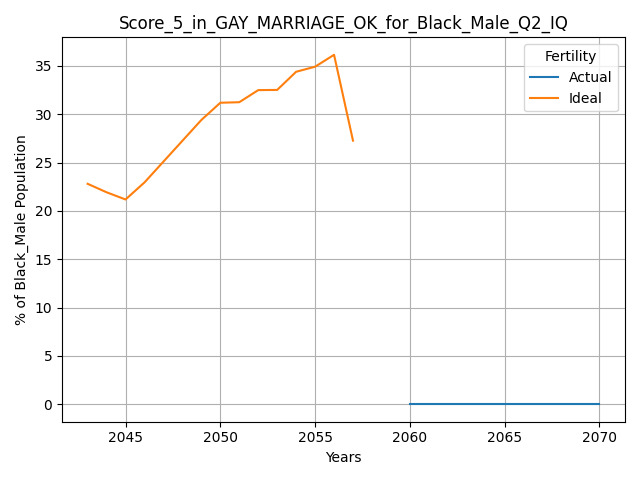 Score_5_in_GAY_MARRIAGE_OK_for_Black_Male_Q2_IQ
Fertility
Actual
Ideal
% of Black_Male Population
35
30
25
20
15
10
5
0
2045
2050
2055
2060
2065
2070
Years